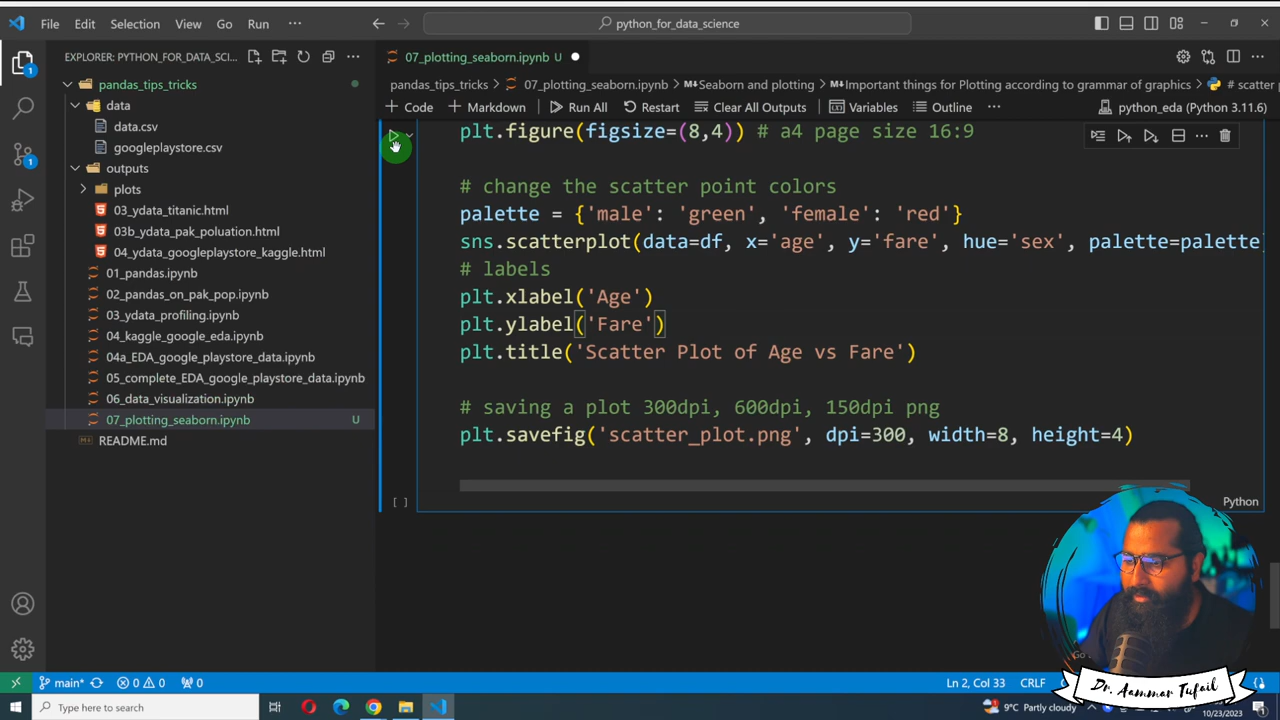 File Edit Selection View Go Run ··· python_for_data_science
EXPLORER: PYTHON_FOR_DATA_SCI... 07_plotting_seaborn.ipynb U
pandas_tips_tricks
data
data.csv
googleplaystore.csv
outputs
plots
03_ydata_titanic.html
03b_ydata_pak_poluation.html
04_ydata_googleplaystore_kaggle.html
01_pandas.ipynb
02_pandas_on_pak_pop.ipynb
03_ydata_profiling.ipynb
04_kaggle_google_eda.ipynb
04a_EDA_google_playstore_data.ipynb
05_complete_EDA_google_playstore_data.ipynb
06_data_visualization.ipynb
07_plotting_seaborn.ipynb U
README.md
1
1
pandas_tips_tricks > 07_plotting_seaborn.ipynb > Seaborn and plotting > Important things for Plotting according to grammar of graphics > # scatter
+ Code + Markdown Run All Restart Clear All Outputs Variables Outline ··· python_eda (Python 3.11.6)
plt.figure(figsize=(8,4)) # a4 page size 16:9
# change the scatter point colors
palette = {'male': 'green', 'female': 'red'}
sns.scatterplot(data=df, x='age', y='fare', hue='sex', palette=palette)
# labels
plt.xlabel('Age')
plt.ylabel('Fare')
plt.title('Scatter Plot of Age vs Fare')
# saving a plot 300dpi, 600dpi, 150dpi png
plt.savefig('scatter_plot.png', dpi=300, width=8, height=4)
[ ] Python
main* 0 0 0 Ln 2, Col 33 CRLF
Dr. Aammar Tufail
Type here to search 9°C Partly cloudy 10/23/2023